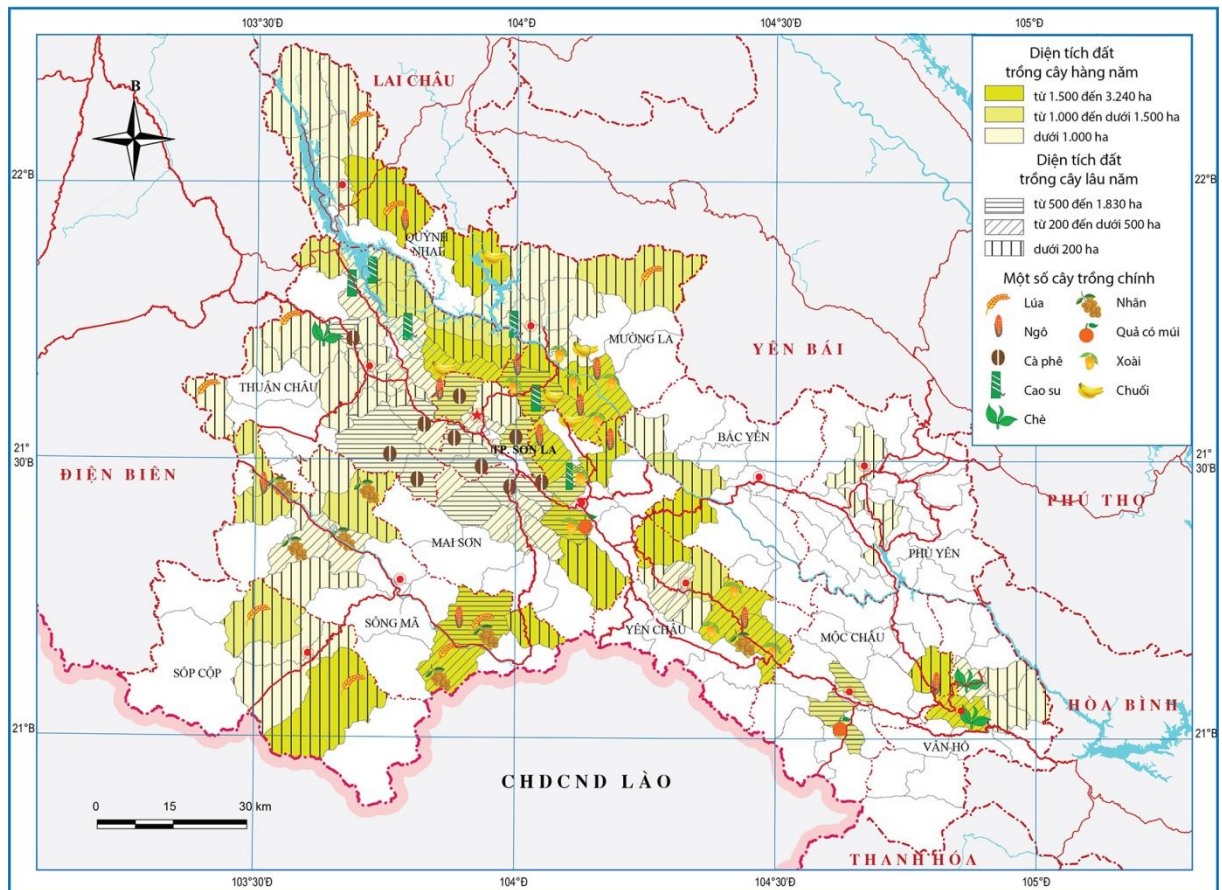 103°30'Đ
104°Đ
104°30'Đ
105°Đ
LAI CHÂU
B
22°B
22°B
QUỲNH
NHAI
MƯỜNG LA
YÊN BÁI
THUẬN CHÂU
TP. SƠN LA
BẮC YÊN
21°
30'B
21°
30'B
ĐIỆN BIÊN
PHÚ THỌ
MAI SƠN
PHÙ YÊN
SÔNG MÃ
YÊN CHÂU
MỘC CHÂU
SỐP CỘP
HÒA BÌNH
21°B
21°B
VÂN HỒ
CHDCND LÀO
0 15 30 km
THANH HÓA
103°30'Đ
104°Đ
104°30'Đ
105°Đ
Diện tích đất
trồng cây hàng năm
từ 1.500 đến 3.240 ha
từ 1.000 đến dưới 1.500 ha
dưới 1.000 ha
Diện tích đất
trồng cây lâu năm
từ 500 đến 1.830 ha
từ 200 đến dưới 500 ha
dưới 200 ha
Một số cây trồng chính
Lúa
Nhãn
Ngô
Quả có múi
Cà phê
Xoài
Cao su
Chuối
Chè